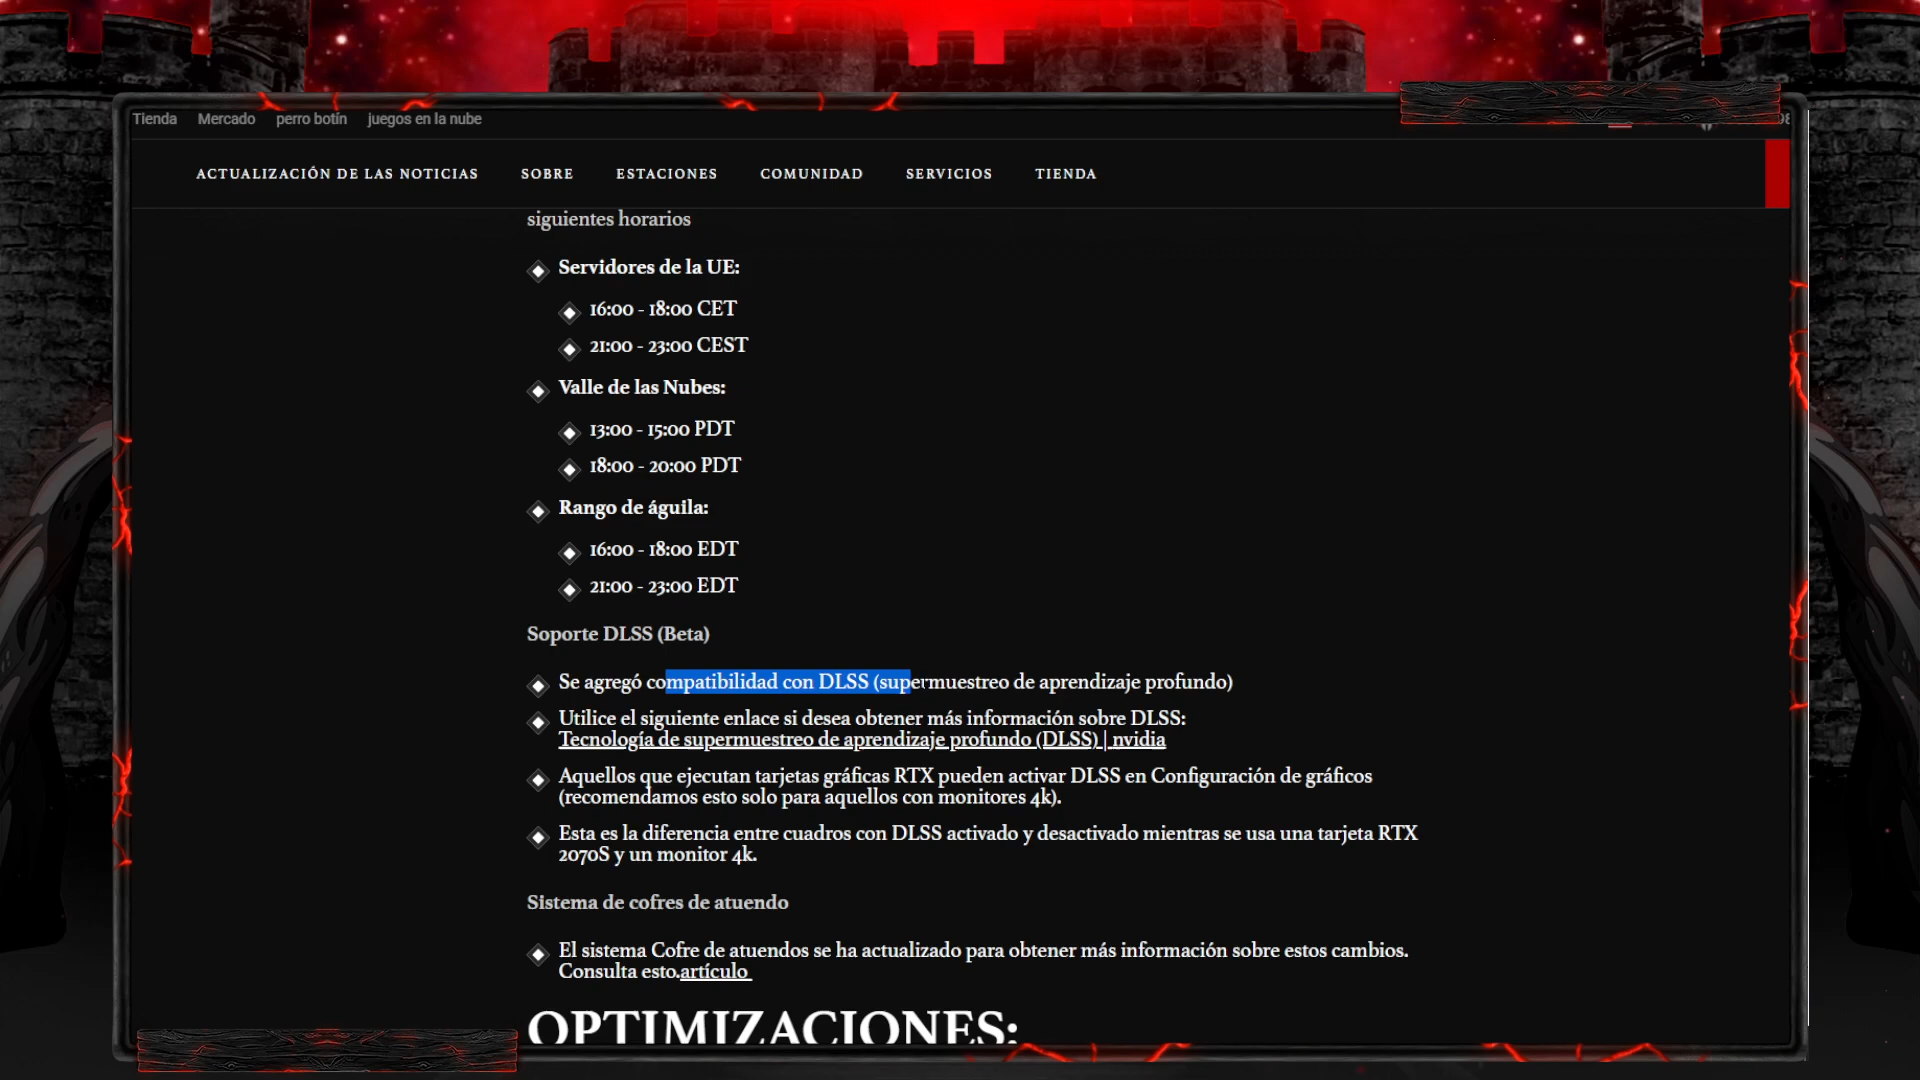 Tienda Mercado perro botín juegos en la nube
ACTUALIZACIÓN DE LAS NOTICIAS SOBRE ESTACIONES COMUNIDAD SERVICIOS TIENDA
siguientes horarios
Servidores de la UE:
16:00 - 18:00 CET
21:00 - 23:00 CEST
Valle de las Nubes:
13:00 - 15:00 PDT
18:00 - 20:00 PDT
Rango de águila:
16:00 - 18:00 EDT
21:00 - 23:00 EDT
Soporte DLSS (Beta)
Se agregó compatibilidad con DLSS (supermuestreo de aprendizaje profundo)
Utilice el siguiente enlace si desea obtener más información sobre DLSS:
Tecnología de supermuestreo de aprendizaje profundo (DLSS) | nvidia
Aquellos que ejecutan tarjetas gráficas RTX pueden activar DLSS en Configuración de gráficos
(recomendamos esto solo para aquellos con monitores 4k).
Esta es la diferencia entre cuadros con DLSS activado y desactivado mientras se usa una tarjeta RTX
2070S y un monitor 4k.
Sistema de cofres de atuendo
El sistema Cofre de atuendos se ha actualizado para obtener más información sobre estos cambios.
Consulta esto.artículo
OPTIMIZACIONES: